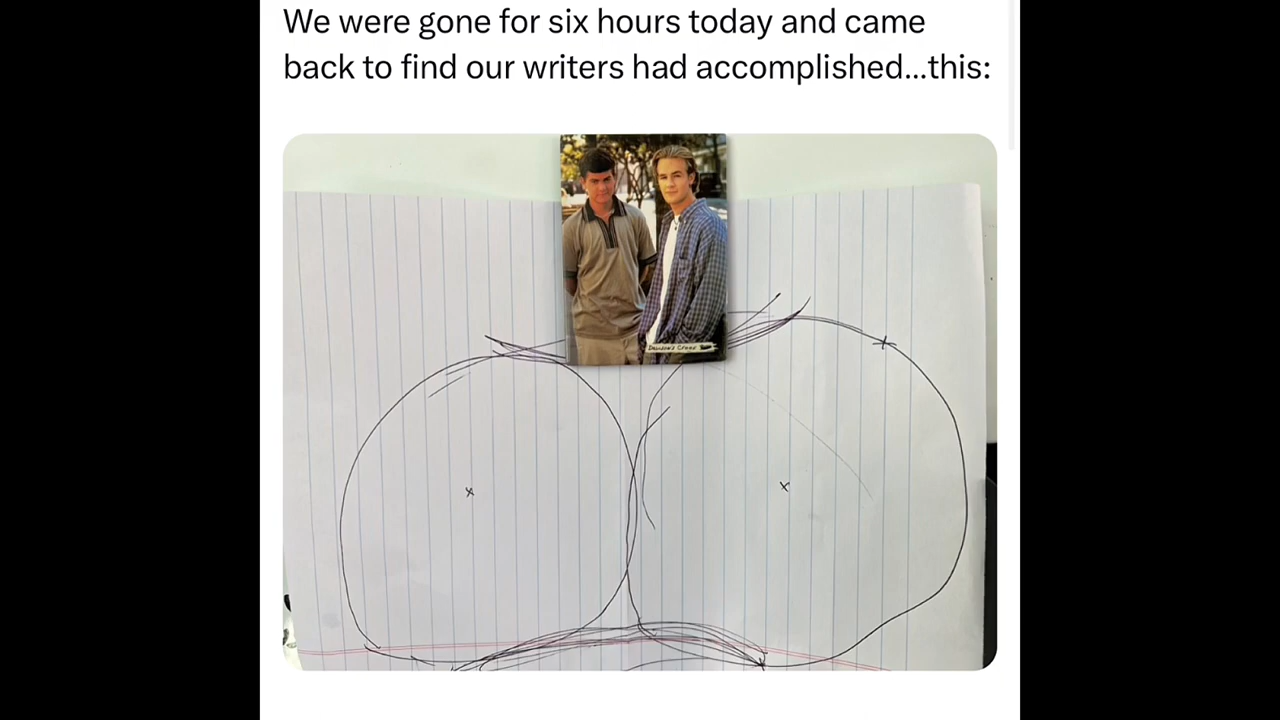 We were gone for six hours today and came
back to find our writers had accomplished...this:
Dawson's Creek